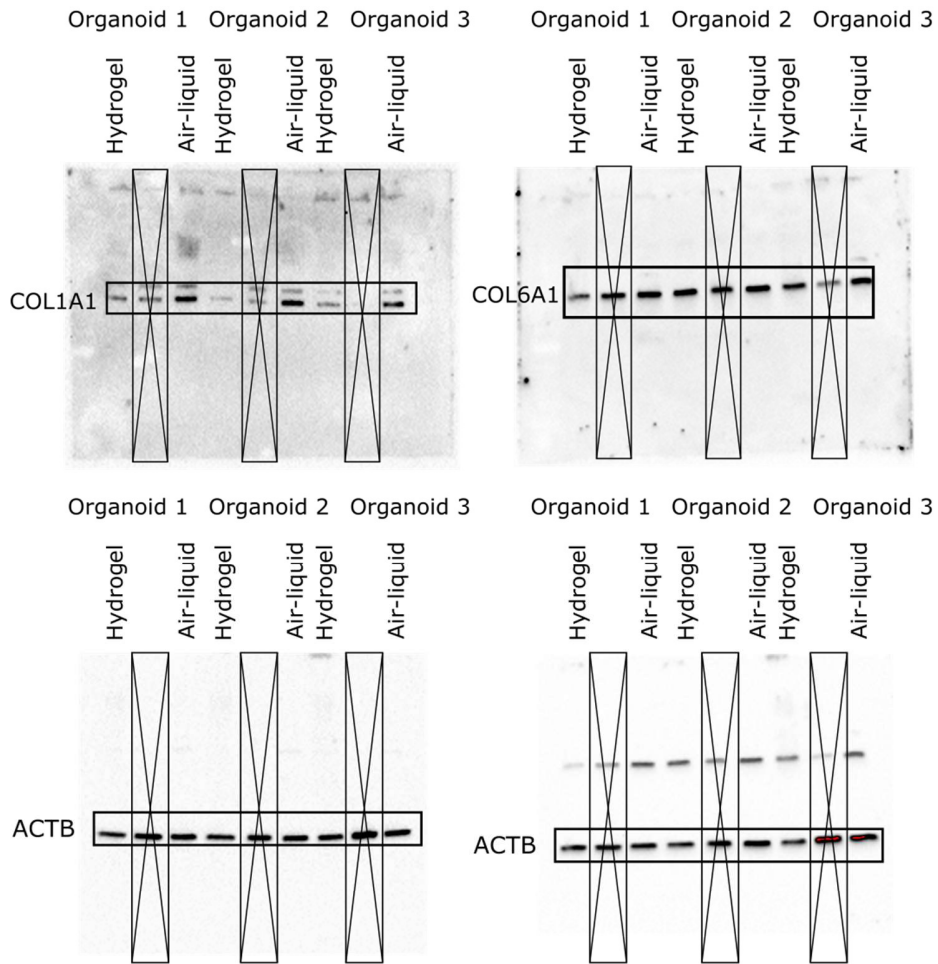 Organoid 1 Organoid 2 Organoid 3
Hydrogel Air-liquid Hydrogel Air-liquid Hydrogel Air-liquid
COL1A1
Organoid 1 Organoid 2 Organoid 3
Hydrogel Air-liquid Hydrogel Air-liquid Hydrogel Air-liquid
COL6A1
Organoid 1 Organoid 2 Organoid 3
Hydrogel Air-liquid Hydrogel Air-liquid Hydrogel Air-liquid
ACTB
Organoid 1 Organoid 2 Organoid 3
Hydrogel Air-liquid Hydrogel Air-liquid Hydrogel Air-liquid
ACTB